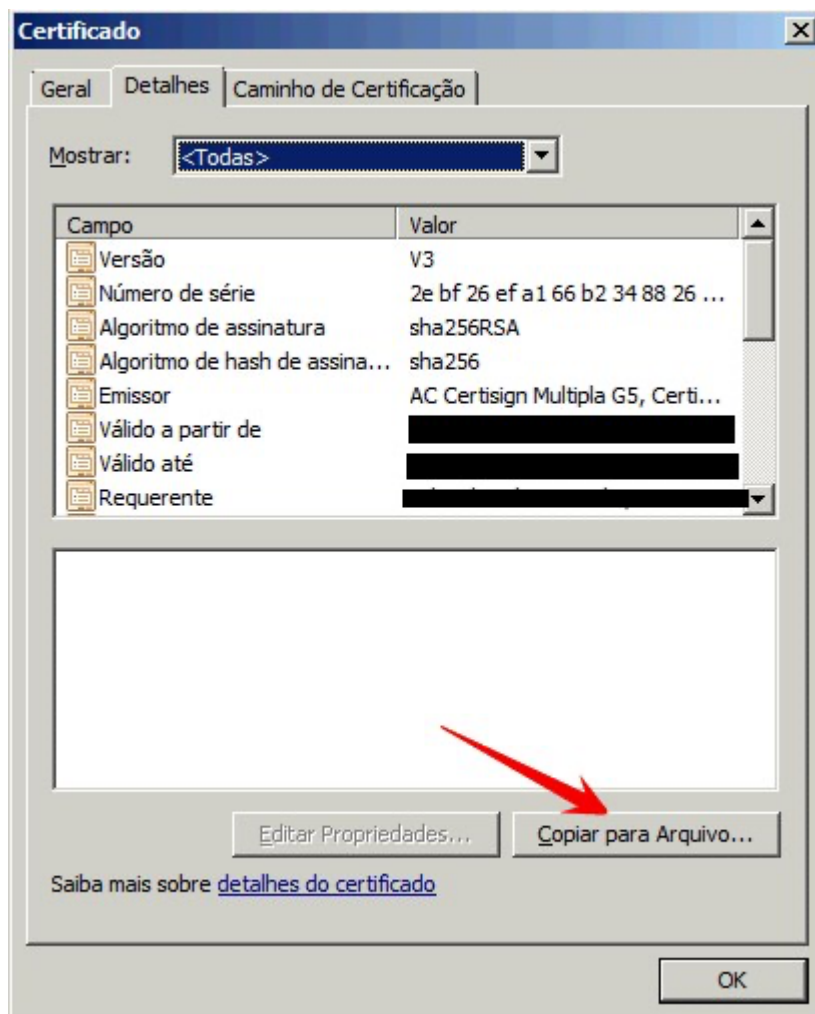 Certificado
Geral Detalhes Caminho de Certificação
Mostrar: <Todas>
Campo Valor
Versão V3
Número de série 2e bf 26 ef a1 66 b2 34 88 26 ...
Algoritmo de assinatura sha256RSA
Algoritmo de hash de assina... sha256
Emissor AC Certisign Multipla G5, Certi...
Válido a partir de
Válido até
Requerente
Editar Propriedades... Copiar para Arquivo...
Saiba mais sobre detalhes do certificado
OK